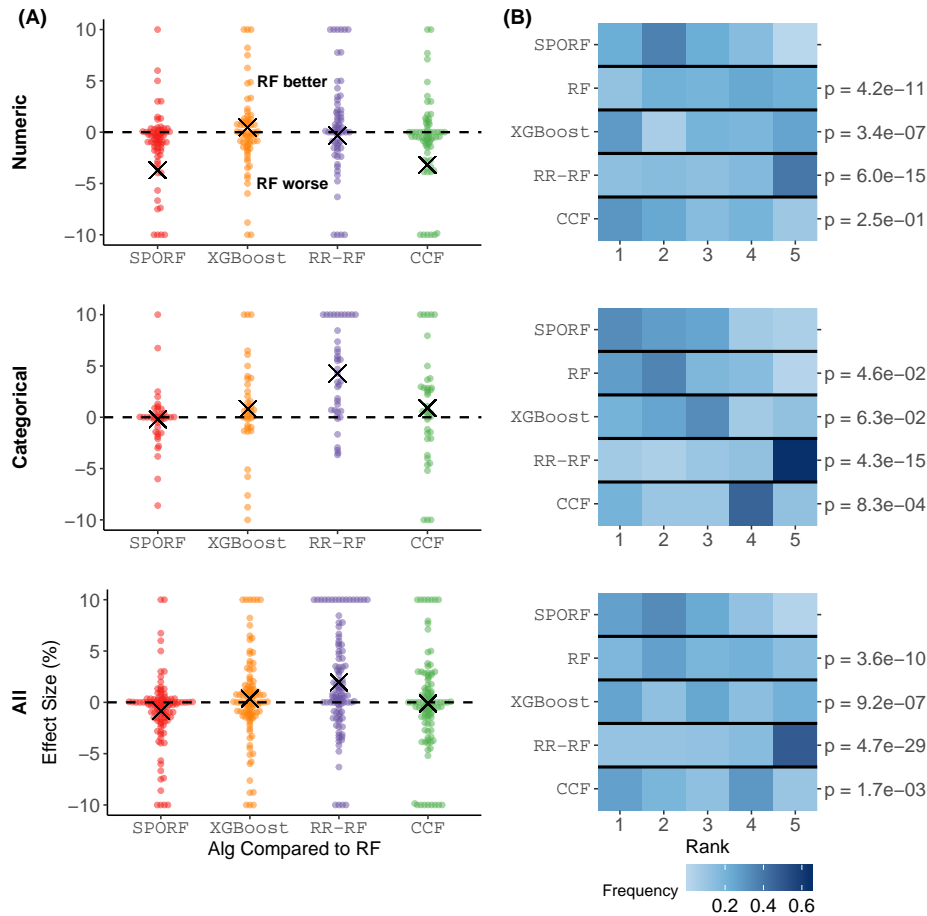 (A)
(B)
Numeric
10
5
0
−5
−10
RF better
RF worse
SPORF XGBoost RR−RF CCF
SPORF
RF
XGBoost
RR−RF
CCF
p = 4.2e−11
p = 3.4e−07
p = 6.0e−15
p = 2.5e−01
1 2 3 4 5
Categorical
10
5
0
−5
−10
SPORF XGBoost RR−RF CCF
SPORF
RF
XGBoost
RR−RF
CCF
p = 4.6e−02
p = 6.3e−02
p = 4.3e−15
p = 8.3e−04
1 2 3 4 5
All
Effect Size (%)
10
5
0
−5
−10
SPORF XGBoost RR−RF CCF
Alg Compared to RF
SPORF
RF
XGBoost
RR−RF
CCF
p = 3.6e−10
p = 9.2e−07
p = 4.7e−29
p = 1.7e−03
1 2 3 4 5
Rank
Frequency
0.2 0.4 0.6